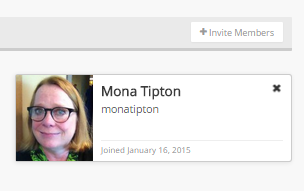 Invite Members
Mona Tipton
monatipton
Joined January 16, 2015